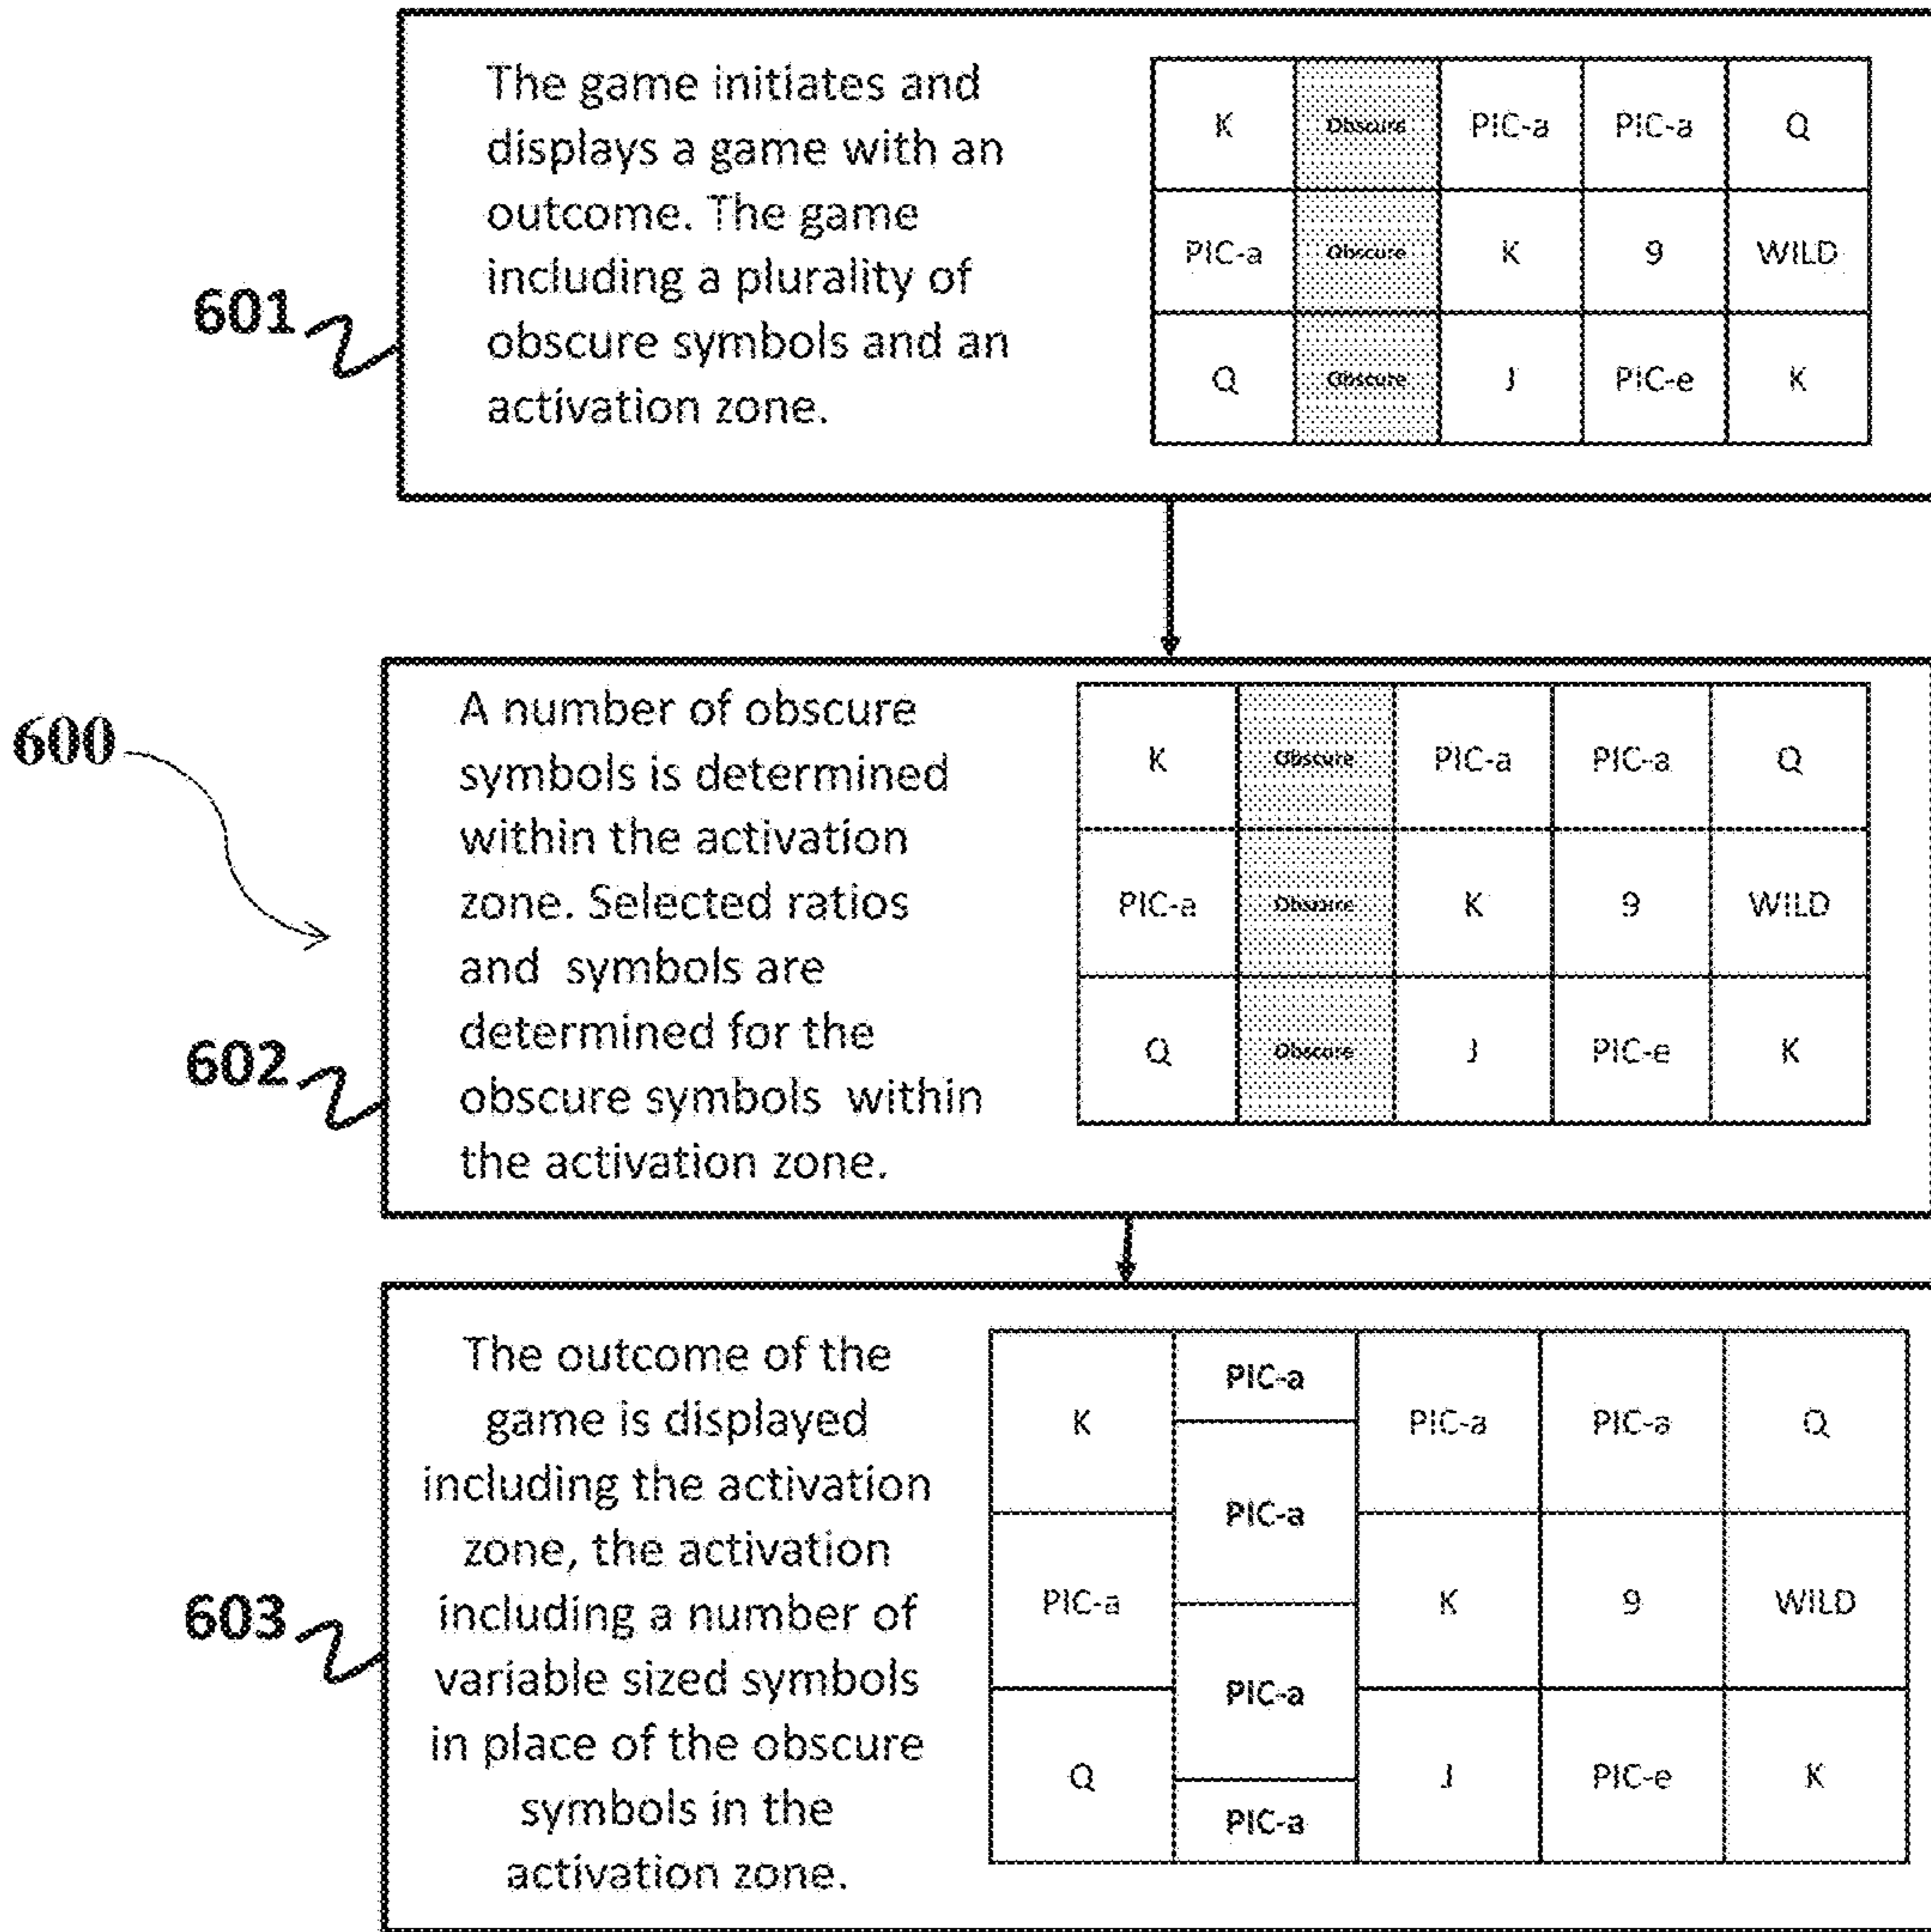 The game initiates and
displays a game with an
outcome. The game
including a plurality of
obscure symbols and an
activation zone.
601
K Obscure PIC-a PIC-a Q
PIC-a Obscure K 9 WILD
Q Obscure J PIC-e K
600
A number of obscure
symbols is determined
within the activation
zone. Selected ratios
and symbols are
determined for the
obscure symbols within
the activation zone.
602
K Obscure PIC-a PIC-a Q
PIC-a Obscure K 9 WILD
Q Obscure J PIC-e K
The outcome of the
game is displayed
including the activation
zone, the activation
including a number of
variable sized symbols
in place of the obscure
symbols in the
activation zone.
603
PIC-a
K PIC-a PIC-a Q
PIC-a
PIC-a K 9 WILD
PIC-a
Q J PIC-e K
PIC-a